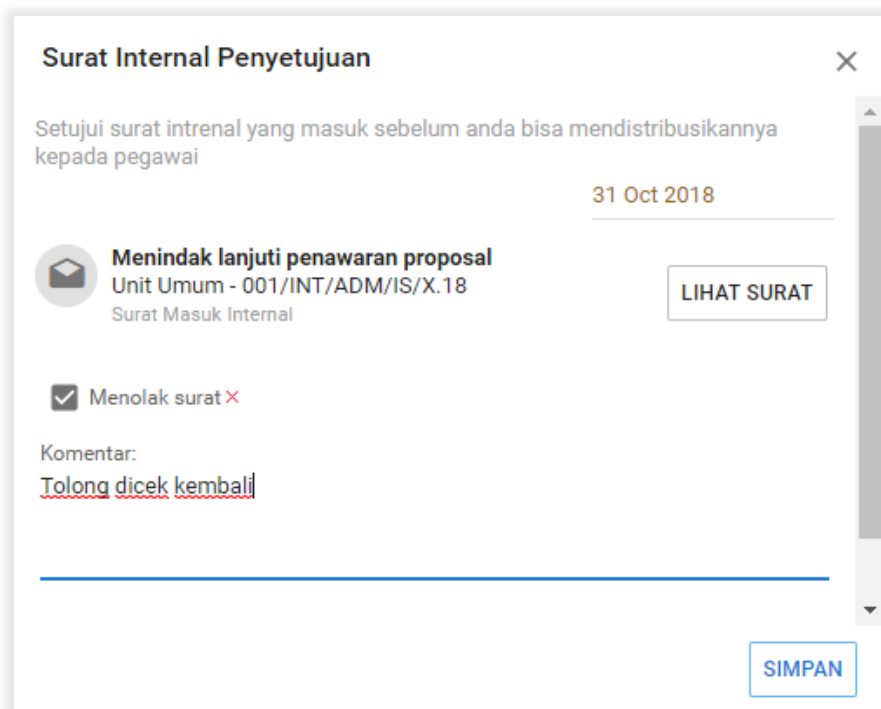 Surat Internal Penyetujuan
Setujui surat intrenal yang masuk sebelum anda bisa mendistribusikannya
kepada pegawai
31 Oct 2018
Menindak lanjuti penawaran proposal
Unit Umum - 001/INT/ADM/IS/X.18
Surat Masuk Internal
LIHAT SURAT
Menolak surat
Komentar:
Tolong dicek kembali
SIMPAN